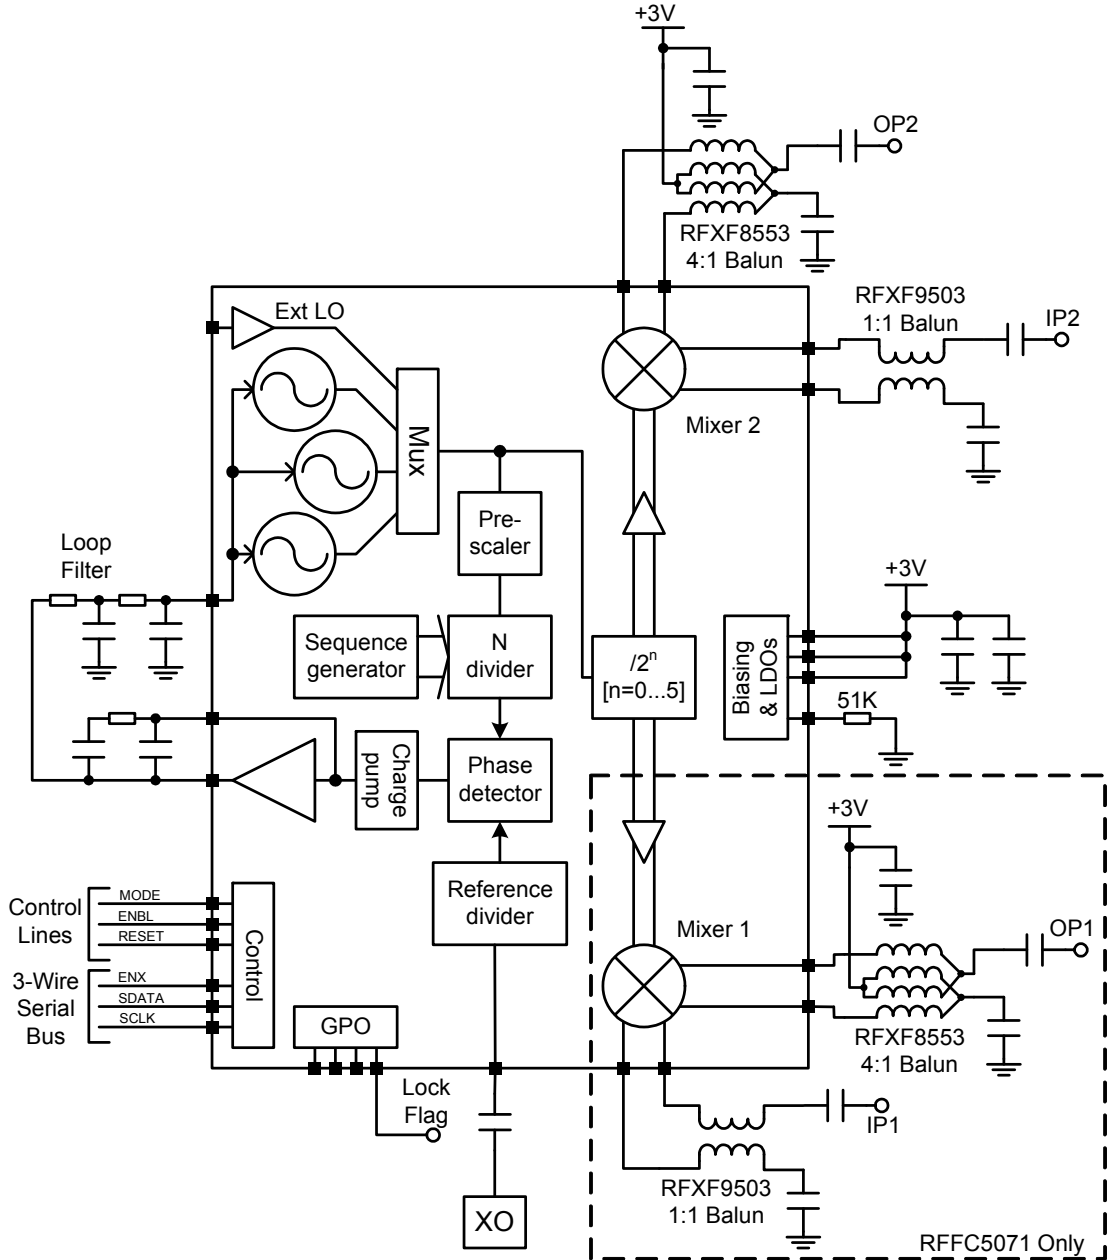 +3V
OP2
RFXF8553
4:1 Balun
RFXF9503
1:1 Balun
IP2
Ext LO
Mux
Mixer 2
Pre-
scaler
Loop
Filter
+3V
Sequence
generator
N
divider
/2ⁿ
[n=0...5]
Biasing
& LDOs
51K
Charge
pump
Phase
detector
+3V
Reference
divider
Mixer 1
OP1
Control
Lines
MODE
ENBL
RESET
Control
3-Wire
Serial
Bus
ENX
SDATA
SCLK
GPO
RFXF8553
4:1 Balun
Lock
Flag
IP1
RFXF9503
1:1 Balun
XO
RFFC5071 Only